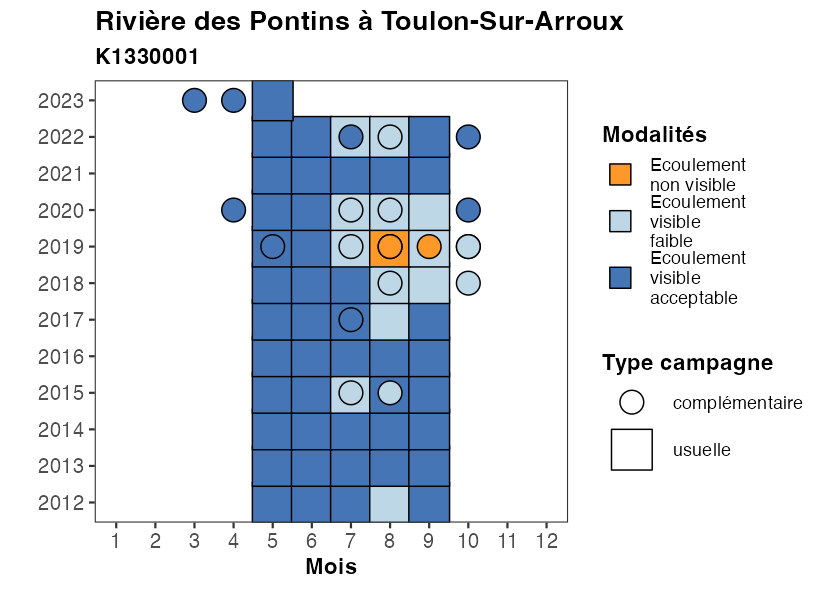 Rivière des Pontins à Toulon-Sur-Arroux
K1330001
2023
2022
2021
2020
2019
2018
2017
2016
2015
2014
2013
2012
1 2 3 4 5 6 7 8 9 10 11 12
Mois
Modalités
Ecoulement
non visible
Ecoulement
visible
faible
Ecoulement
visible
acceptable
Type campagne
complémentaire
usuelle